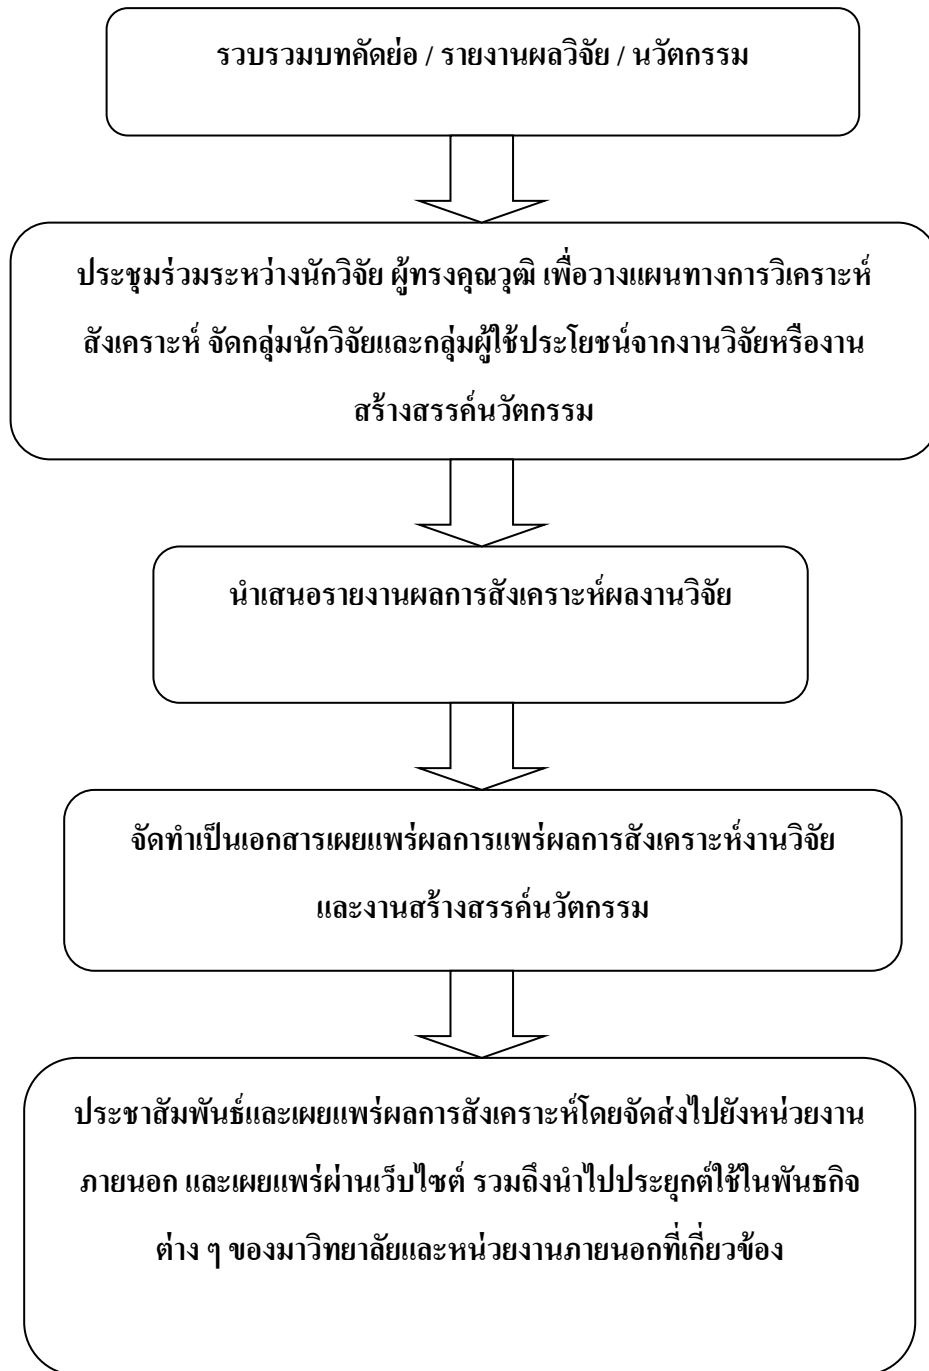 รวบรวมบทคัดย่อ / รายงานผลวิจัย / นวัตกรรม
ประชุมร่วมระหว่างนักวิจัย ผู้ทรงคุณวุฒิ เพื่อวางแผนทางการวิเคราะห์
สังเคราะห์ จัดกลุ่มนักวิจัยและกลุ่มผู้ใช้ประโยชน์จากงานวิจัยหรืองาน
สร้างสรรค์นวัตกรรม
นำเสนอรายงานผลการสังเคราะห์ผลงานวิจัย
จัดทำเป็นเอกสารเผยแพร่ผลการแพร่ผลการสังเคราะห์งานวิจัย
และงานสร้างสรรค์นวัตกรรม
ประชาสัมพันธ์และเผยแพร่ผลการสังเคราะห์โดยจัดส่งไปยังหน่วยงาน
ภายนอก และเผยแพร่ผ่านเว็บไซต์ รวมถึงนำไปประยุกต์ใช้ในพันธกิจ
ต่าง ๆ ของมาวิทยาลัยและหน่วยงานภายนอกที่เกี่ยวข้อง